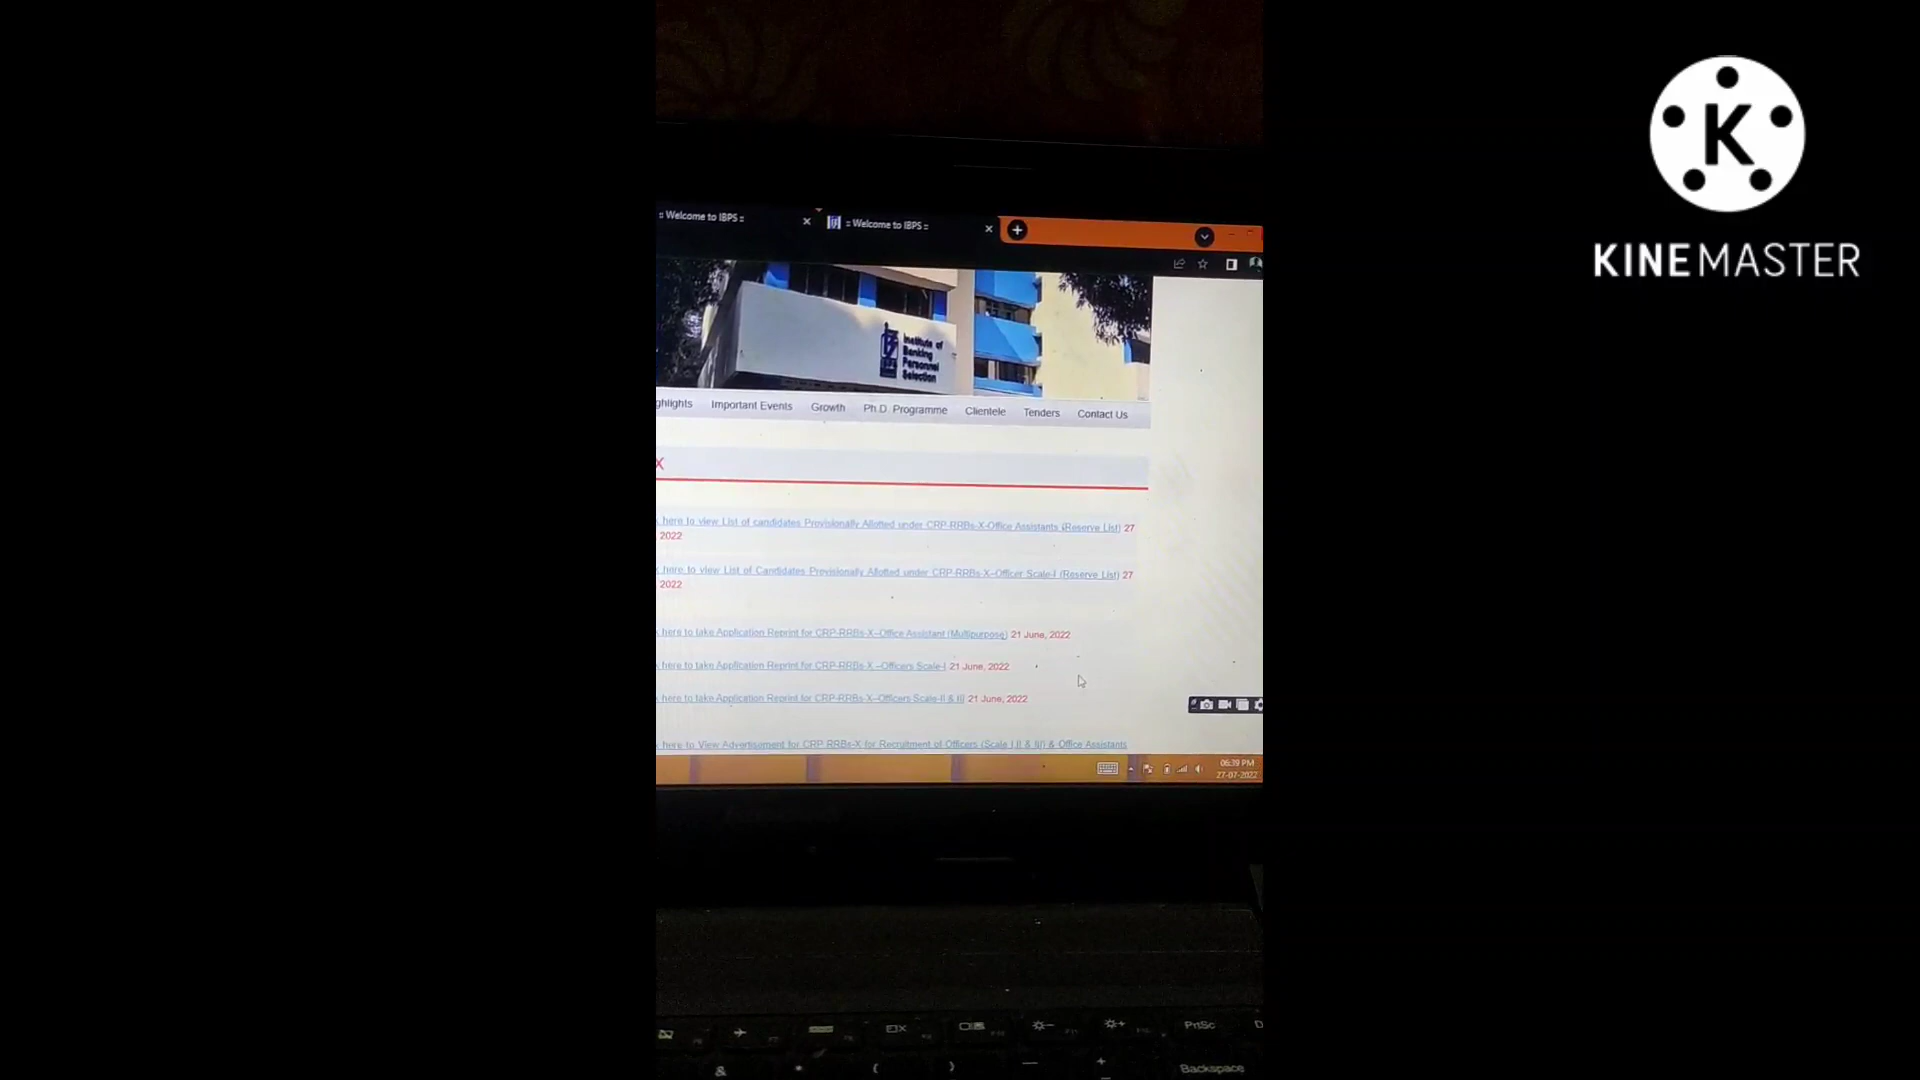 :: Welcome to IBPS ::
:: Welcome to IBPS ::
K
KINEMASTER
Institute of
Banking
Personnel
Selection
ghlights Important Events Growth Ph.D. Programme Clientele Tenders Contact Us
X
here to view List of candidates Provisionally Allotted under CRP-RRBs-X-Office Assistants (Reserve List) 27
2022
here to view List of Candidates Provisionally Allotted under CRP-RRBs-X–Officer Scale-I (Reserve List) 27
2022
here to take Application Reprint for CRP-RRBs-X–Office Assistant (Multipurpose) 21 June, 2022
here to take Application Reprint for CRP-RRBs-X –Officers Scale-I 21 June, 2022
here to take Application Reprint for CRP-RRBs-X–Officers Scale-II & III 21 June, 2022
here to View Advertisement for CRP RRBs-X for Recruitment of Officers (Scale I,II & III) & Office Assistants
06:39 PM
27-07-2022
PrtSc
& * ( ) — +
Backspace